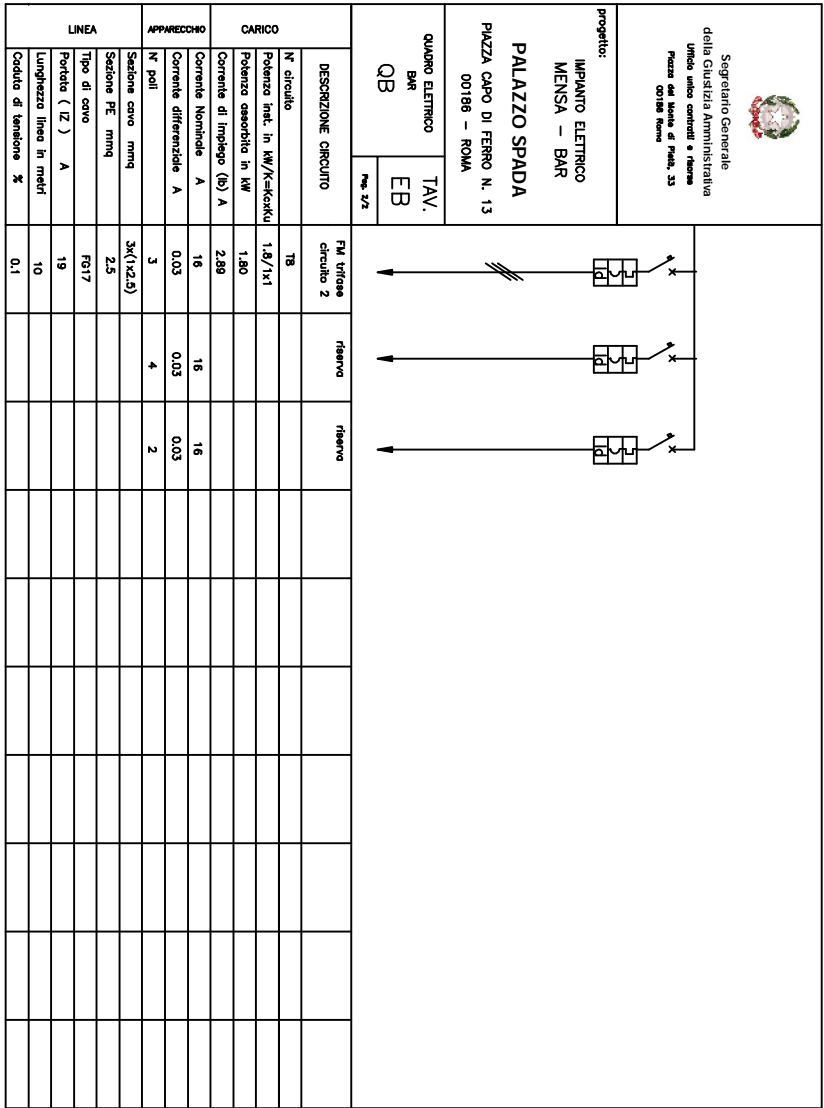 Segretario Generale
della Giustizia Amministrativa
Ufficio unico contratti e risorse
Piazza del Monte di Pietà, 33
00186 Roma
progetto:
IMPIANTO ELETTRICO
MENSA – BAR
PALAZZO SPADA
PIAZZA CAPO DI FERRO N. 13
00186 – ROMA
QUADRO ELETTRICO
BAR
QB
TAV.
EB
Pag. 2/2
Id
Id
Id
DESCRIZIONE CIRCUITO
FM trifase
circuito 2
riserva
riserva
CARICO
N° circuito T8
Potenza inst. in kW/K=KcxKu 1.8/1x1
Potenza assorbita in kW 1.80
Corrente di Impiego (Ib) A 2.89
APPARECCHIO
Corrente Nominale A 16 16 16
Corrente differenziale A 0.03 0.03 0.03
N° poli 3 4 2
LINEA
Sezione cavo mmq 3x(1x2.5)
Sezione PE mmq 2.5
Tipo di cavo FG17
Portata ( IZ ) A 19
Lunghezza linea in metri 10
Caduta di tensione % 0.1